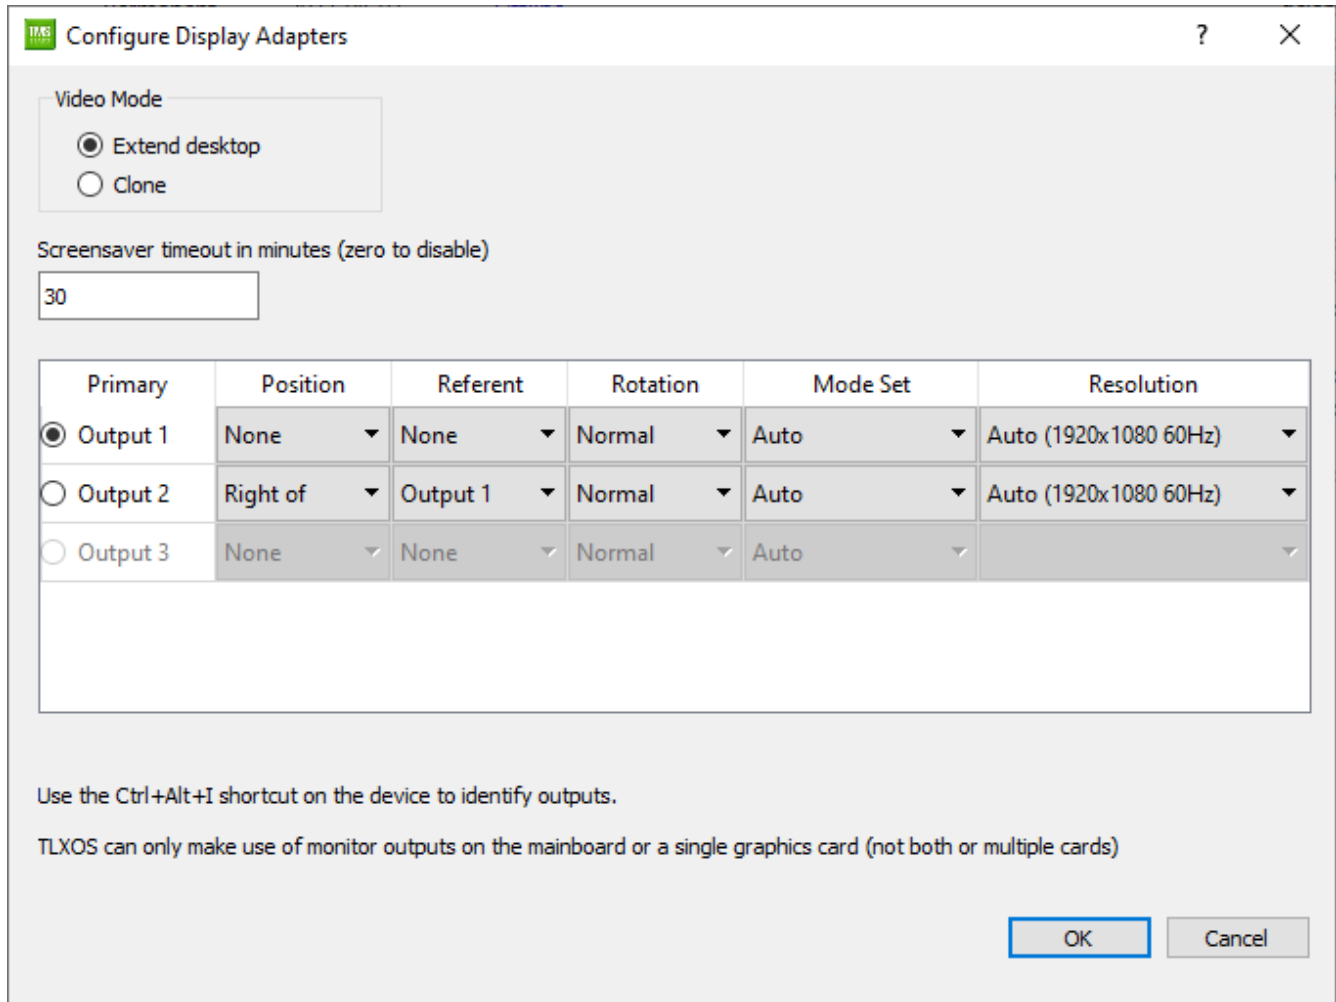 TMS
Configure Display Adapters
?
Video Mode
Extend desktop
Clone
Screensaver timeout in minutes (zero to disable)
30
Primary Position Referent Rotation Mode Set Resolution
Output 1 None None Normal Auto Auto (1920x1080 60Hz)
Output 2 Right of Output 1 Normal Auto Auto (1920x1080 60Hz)
Output 3 None None Normal Auto
Use the Ctrl+Alt+I shortcut on the device to identify outputs.
TLXOS can only make use of monitor outputs on the mainboard or a single graphics card (not both or multiple cards)
OK Cancel